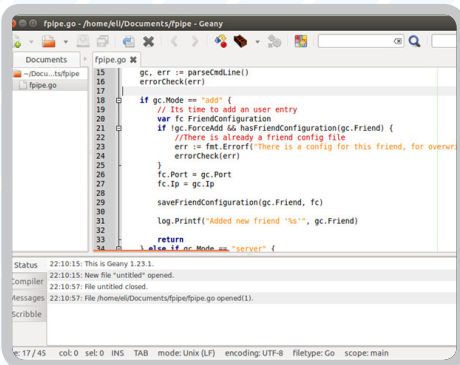 fpipe.go - /home/eli/Documents/fpipe - Geany
Documents
fpipe.go
~/Docu...ts/fpipe
fpipe.go
15 gc, err := parseCmdLine()
16 errorCheck(err)
17
18 if gc.Mode == "add" {
19 // Its time to add an user entry
20 var fc FriendConfiguration
21 if !gc.ForceAdd && hasFriendConfiguration(gc.Friend) {
22 //There is already a friend config file
23 err := fmt.Errorf("There is a config for this friend, for overwr
24 errorCheck(err)
25 }
26 fc.Port = gc.Port
27 fc.Ip = gc.Ip
28
29 saveFriendConfiguration(gc.Friend, fc)
30
31 log.Printf("Added new friend '%s'", gc.Friend)
32
33 return
34 } else if gc.Mode == "server" {
Status
Compiler
Messages
Scribble
22:10:15: This is Geany 1.23.1.
22:10:15: New file "untitled" opened.
22:10:57: File untitled closed.
22:10:57: File /home/eli/Documents/fpipe/fpipe.go opened(1).
e: 17 / 45 col: 0 sel: 0 INS TAB mode: Unix (LF) encoding: UTF-8 filetype: Go scope: main